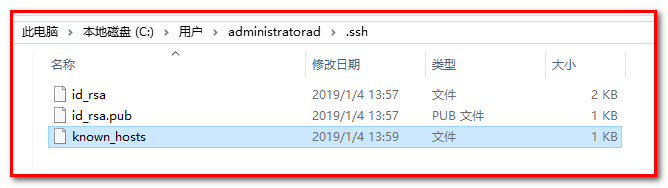 此电脑 › 本地磁盘 (C:) › 用户 › administratorad › .ssh
名称 修改日期 类型 大小
id_rsa 2019/1/4 13:57 文件 2 KB
id_rsa.pub 2019/1/4 13:57 PUB 文件 1 KB
known_hosts 2019/1/4 13:59 文件 1 KB